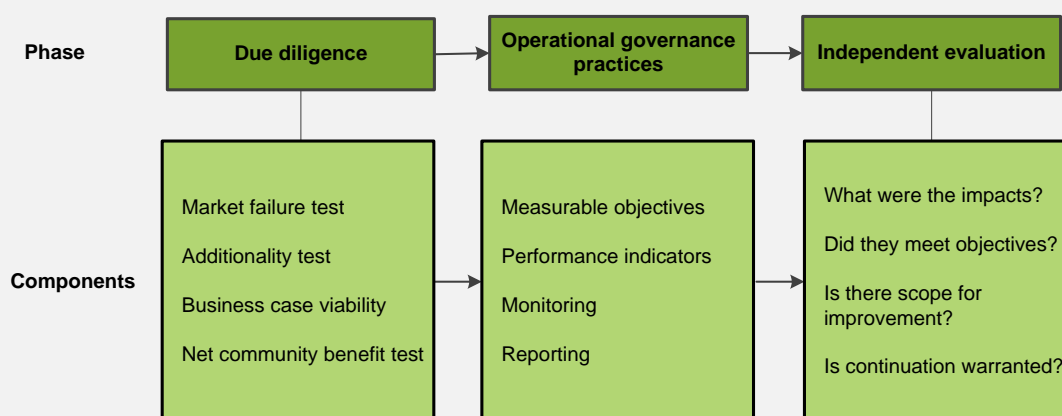 Phase
Due diligence
Operational governance
practices
Independent evaluation
Components
Market failure test
Additionality test
Business case viability
Net community benefit test
Measurable objectives
Performance indicators
Monitoring
Reporting
What were the impacts?
Did they meet objectives?
Is there scope for
improvement?
Is continuation warranted?